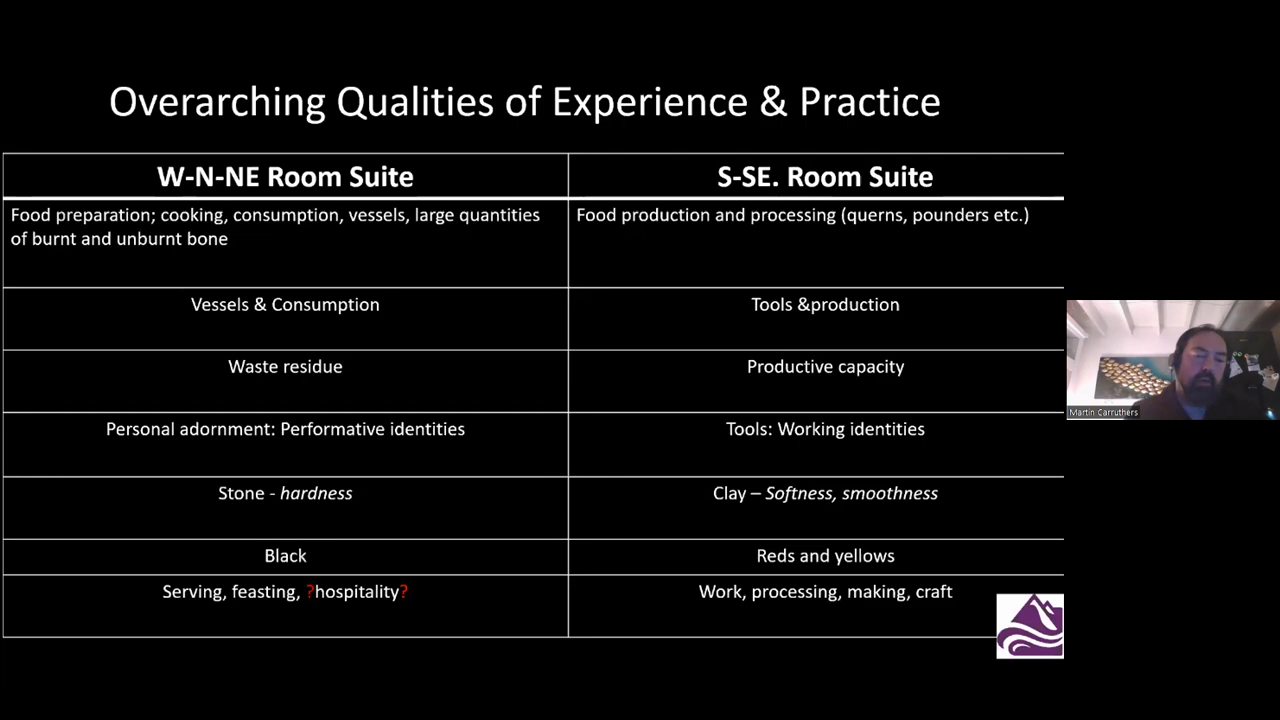 Overarching Qualities of Experience & Practice
W-N-NE Room Suite
S-SE. Room Suite
Food preparation; cooking, consumption, vessels, large quantities
of burnt and unburnt bone
Food production and processing (querns, pounders etc.)
Vessels & Consumption
Tools &production
Waste residue
Productive capacity
Personal adornment: Performative identities
Tools: Working identities
Stone - hardness
Clay – Softness, smoothness
Black
Reds and yellows
Serving, feasting, ?hospitality?
Work, processing, making, craft
Martin Carruthers